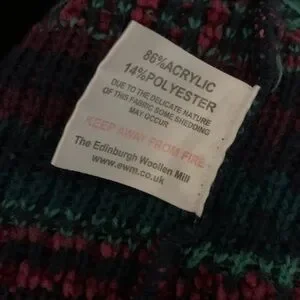 86%ACRYLIC
14%POLYESTER
DUE TO THE DELICATE NATURE
OF THIS FABRIC SOME SHEDDING
MAY OCCUR
KEEP AWAY FROM FIRE
The Edinburgh Woollen Mill
www.ewm.co.uk